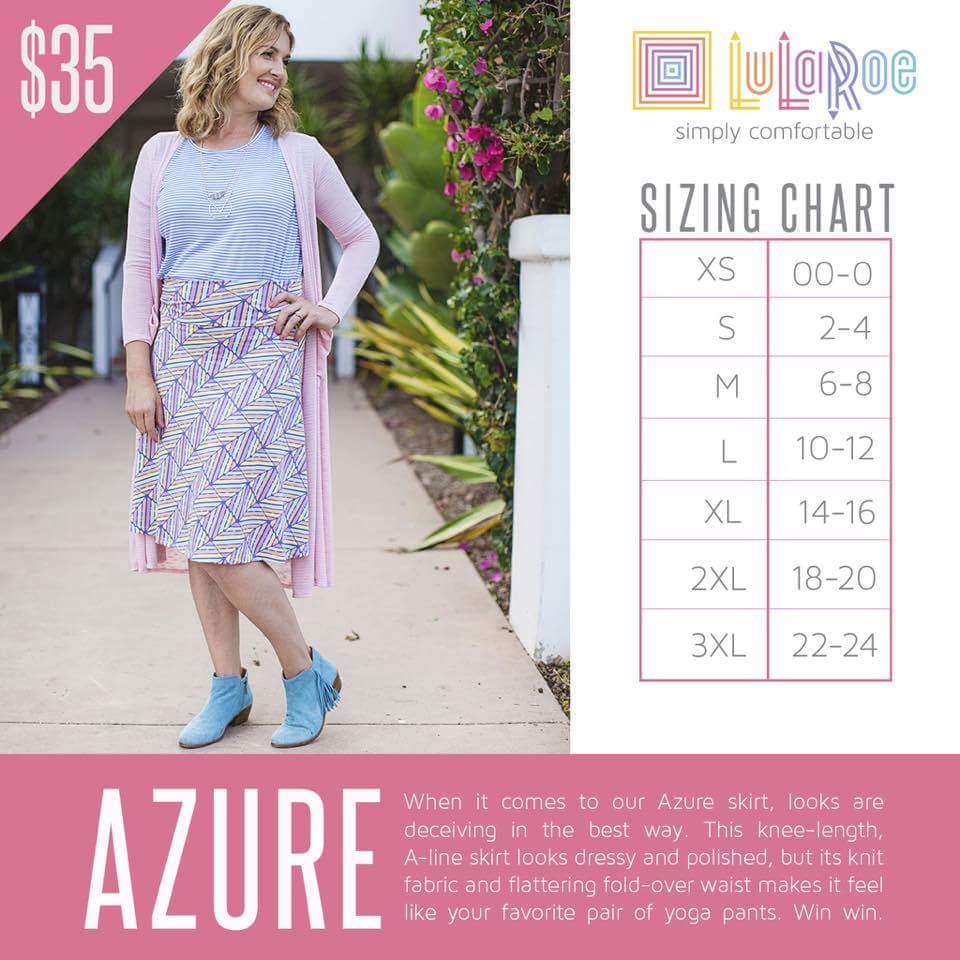 $35
LuLaRoe
simply comfortable
SIZING CHART
XS 00-0
S 2-4
M 6-8
L 10-12
XL 14-16
2XL 18-20
3XL 22-24
AZURE
When it comes to our Azure skirt, looks are
deceiving in the best way. This knee-length,
A-line skirt looks dressy and polished, but its knit
fabric and flattering fold-over waist makes it feel
like your favorite pair of yoga pants. Win win.